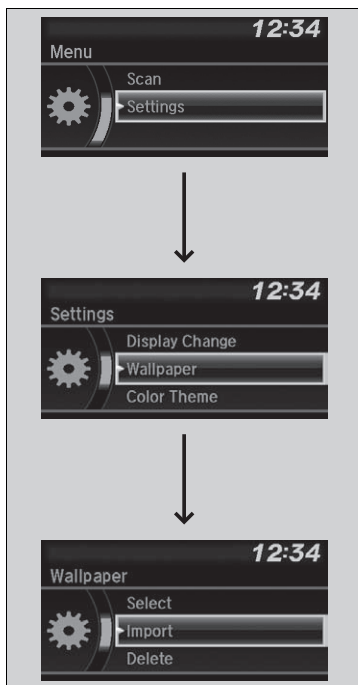 12:34
Menu
Scan
Settings
12:34
Settings
Display Change
Wallpaper
Color Theme
12:34
Wallpaper
Select
Import
Delete